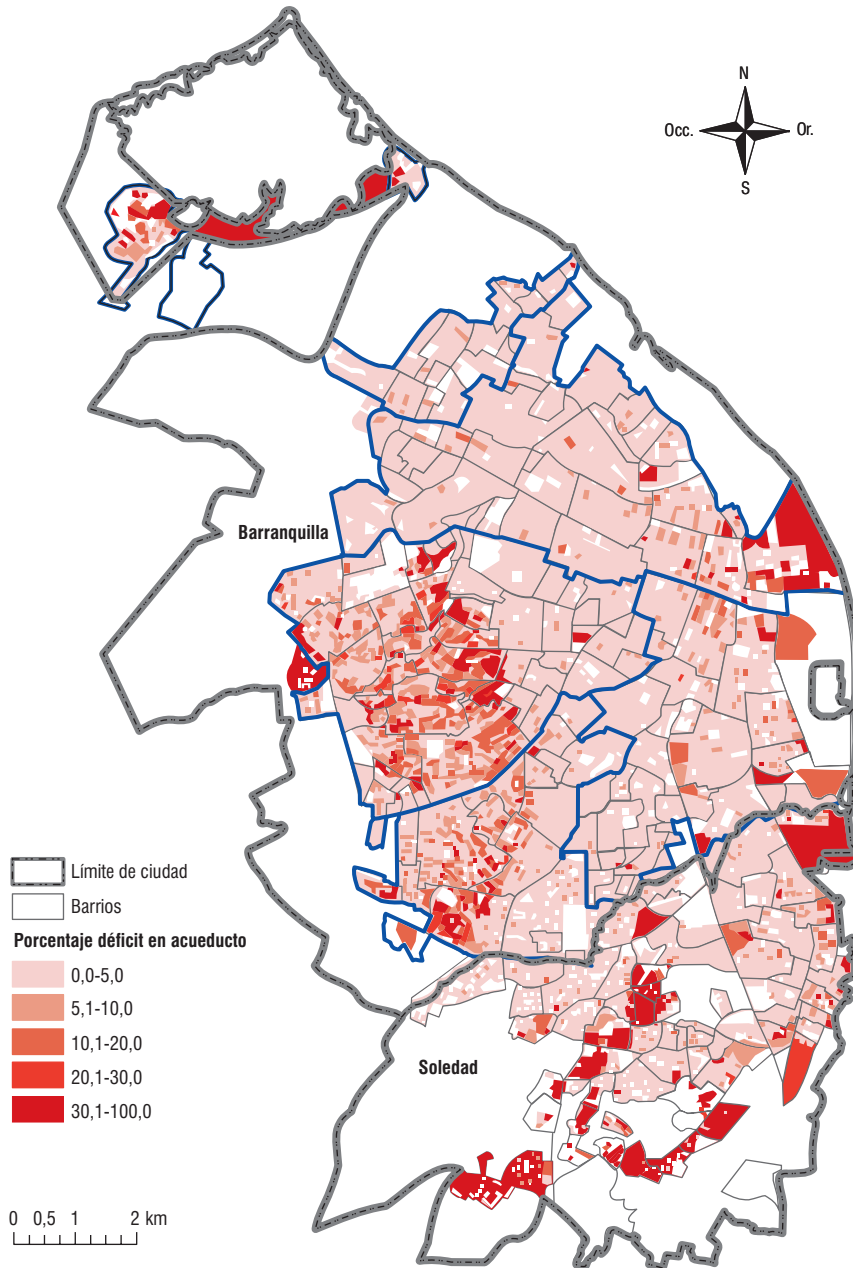 N
Occ.
Or.
S
Barranquilla
Límite de ciudad
Barrios
Porcentaje déficit en acueducto
0,0-5,0
5,1-10,0
10,1-20,0
20,1-30,0
30,1-100,0
Soledad
0 0,5 1 2 km